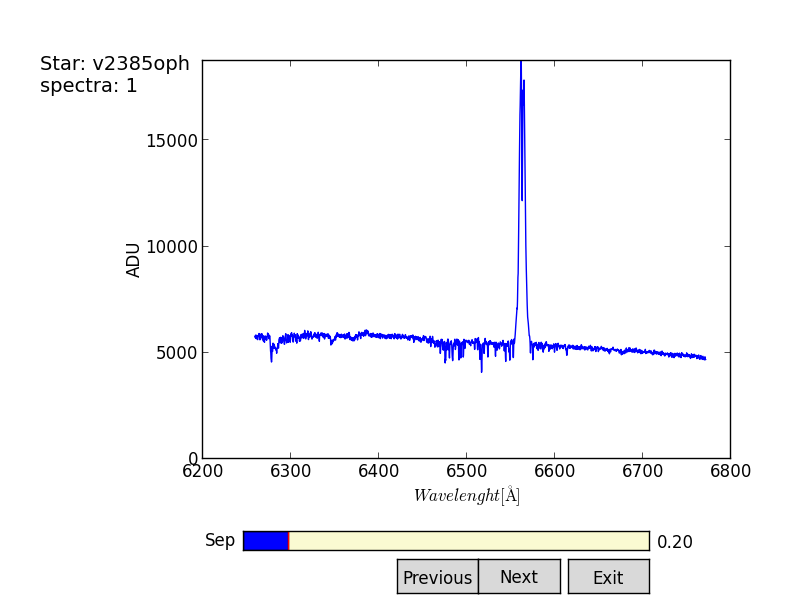 Star: v2385oph
spectra: 1
15000
10000
5000
0
ADU
6200 6300 6400 6500 6600 6700 6800
Wavelenght[Å]
Sep 0.20
Previous Next Exit